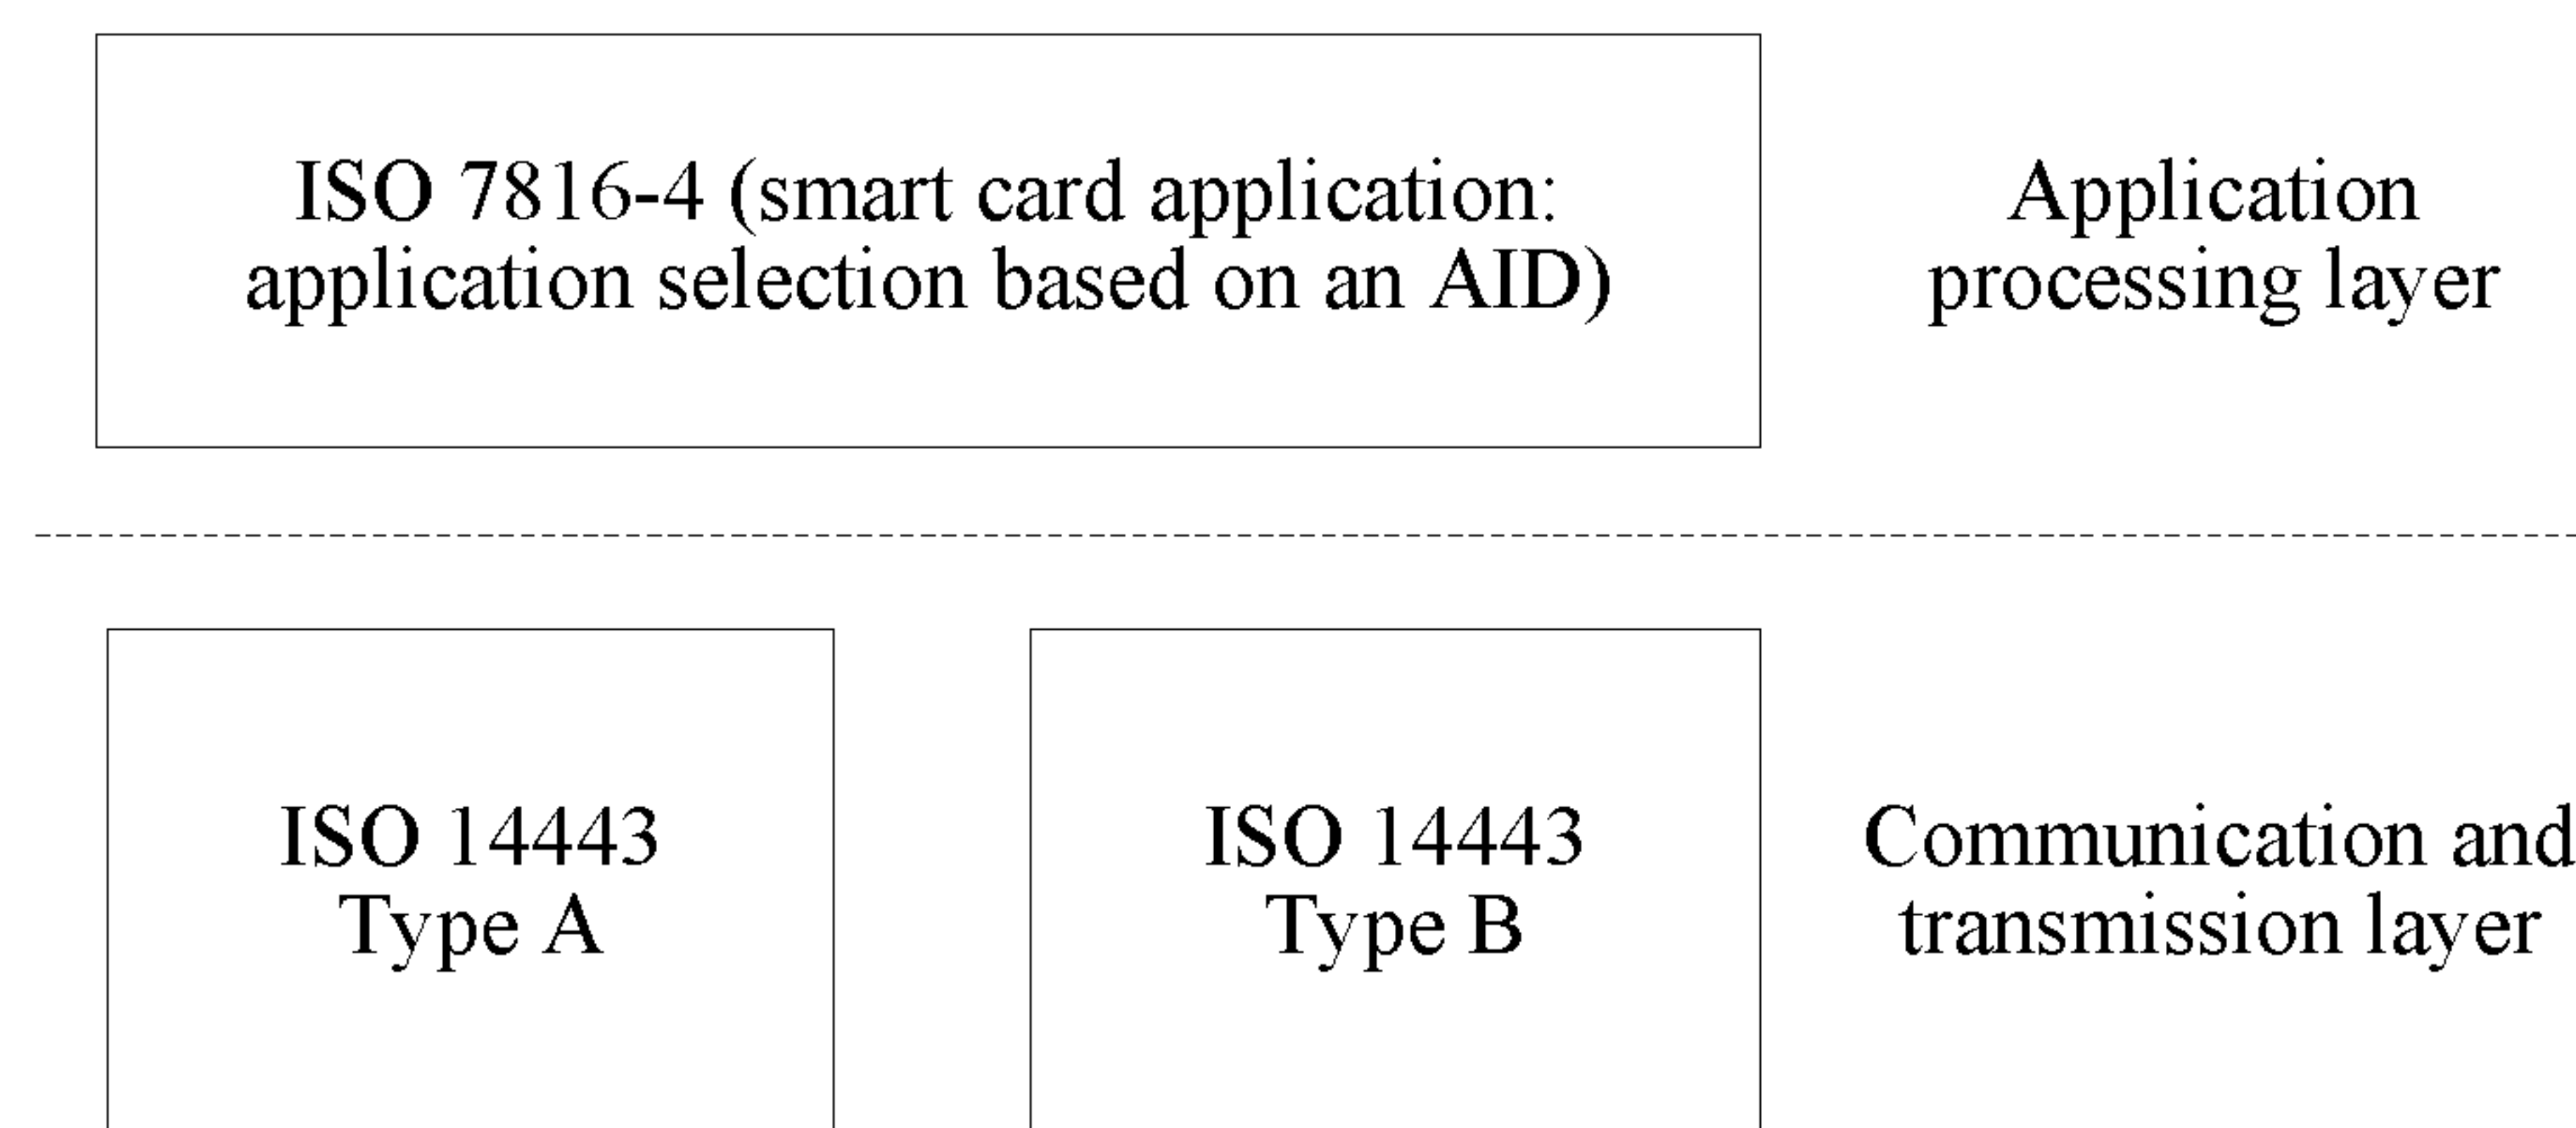 ISO 7816-4 (smart card application:
application selection based on an AID)
Application
processing layer
ISO 14443
Type A
ISO 14443
Type B
Communication and
transmission layer